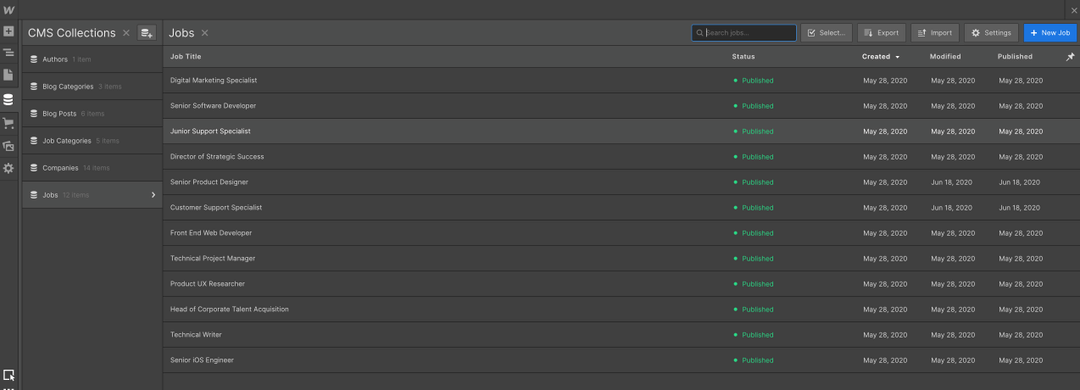 CMS Collections
Jobs
Search jobs...
Select...
Export
Import
Settings
+ New Job
Authors 1 item
Blog Categories 3 items
Blog Posts 6 items
Job Categories 5 items
Companies 14 items
Jobs 12 items
Job Title Status Created Modified Published
Digital Marketing Specialist Published May 28, 2020 May 28, 2020 May 28, 2020
Senior Software Developer Published May 28, 2020 May 28, 2020 May 28, 2020
Junior Support Specialist Published May 28, 2020 May 28, 2020 May 28, 2020
Director of Strategic Success Published May 28, 2020 May 28, 2020 May 28, 2020
Senior Product Designer Published May 28, 2020 Jun 18, 2020 Jun 18, 2020
Customer Support Specialist Published May 28, 2020 Jun 18, 2020 Jun 18, 2020
Front End Web Developer Published May 28, 2020 May 28, 2020 May 28, 2020
Technical Project Manager Published May 28, 2020 May 28, 2020 May 28, 2020
Product UX Researcher Published May 28, 2020 May 28, 2020 May 28, 2020
Head of Corporate Talent Acquisition Published May 28, 2020 May 28, 2020 May 28, 2020
Technical Writer Published May 28, 2020 May 28, 2020 May 28, 2020
Senior iOS Engineer Published May 28, 2020 May 28, 2020 May 28, 2020